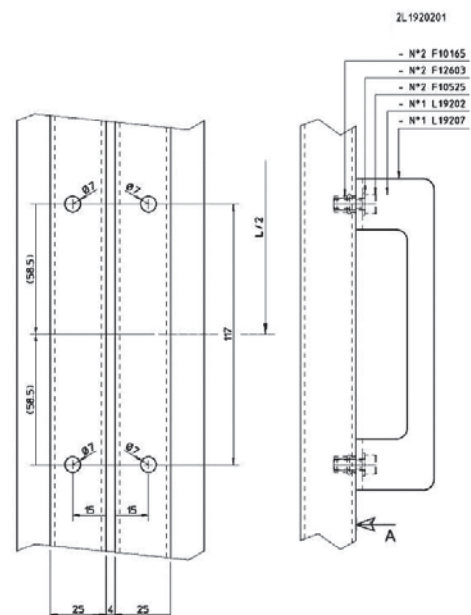 2L1920201
- N°2 F10165
- N°2 F12603
- N°2 F10525
- N°1 L19202
- N°1 L19207
Ø7
Ø7
(58.5)
L/2
117
(58.5)
Ø7
Ø7
15
15
A
25
4
25